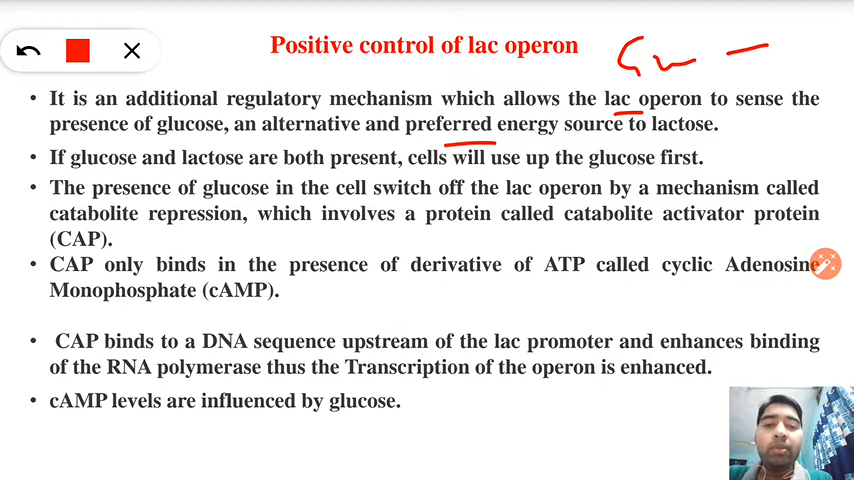 Positive control of lac operon
• It is an additional regulatory mechanism which allows the lac operon to sense the
presence of glucose, an alternative and preferred energy source to lactose.
• If glucose and lactose are both present, cells will use up the glucose first.
• The presence of glucose in the cell switch off the lac operon by a mechanism called
catabolite repression, which involves a protein called catabolite activator protein
(CAP).
• CAP only binds in the presence of derivative of ATP called cyclic Adenosine
Monophosphate (cAMP).
• CAP binds to a DNA sequence upstream of the lac promoter and enhances binding
of the RNA polymerase thus the Transcription of the operon is enhanced.
• cAMP levels are influenced by glucose.